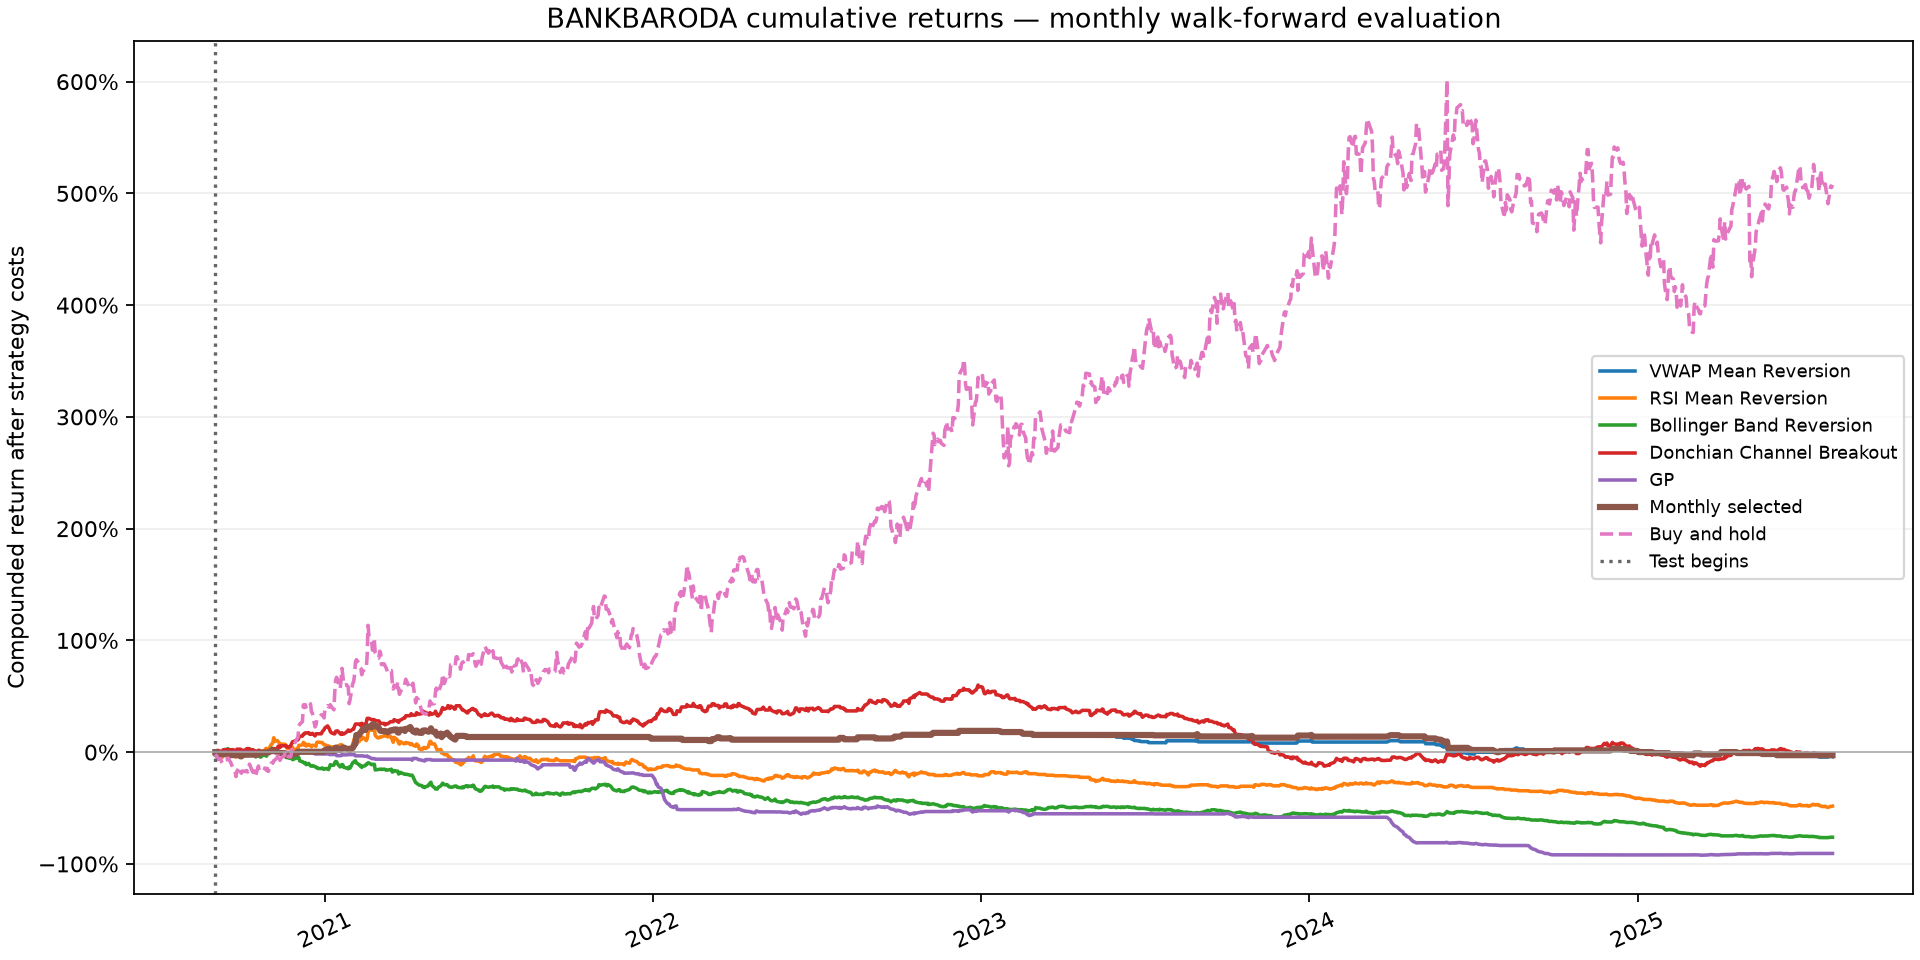 BANKBARODA cumulative returns — monthly walk-forward evaluation
Compounded return after strategy costs
600%
500%
400%
300%
200%
100%
0%
−100%
VWAP Mean Reversion
RSI Mean Reversion
Bollinger Band Reversion
Donchian Channel Breakout
GP
Monthly selected
Buy and hold
Test begins
2021
2022
2023
2024
2025